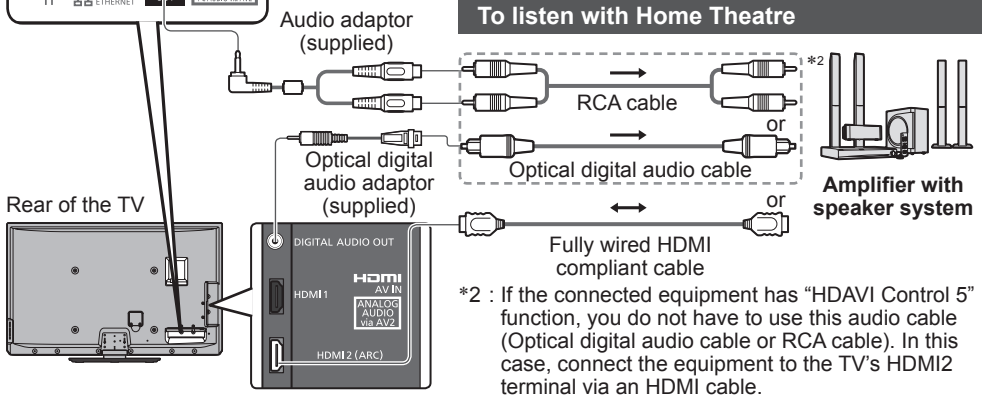 ETHERNET
To listen with Home Theatre
Audio adaptor
(supplied)
*2
RCA cable
or
Optical digital
audio adaptor
(supplied)
Optical digital audio cable
or
Amplifier with
speaker system
Rear of the TV
Fully wired HDMI
compliant cable
DIGITAL AUDIO OUT
HDMI
AV IN
HDMI 1
ANALOG
AUDIO
via AV2
HDMI 2 (ARC)
*2 : If the connected equipment has “HDAVI Control 5”
function, you do not have to use this audio cable
(Optical digital audio cable or RCA cable). In this
case, connect the equipment to the TV’s HDMI2
terminal via an HDMI cable.